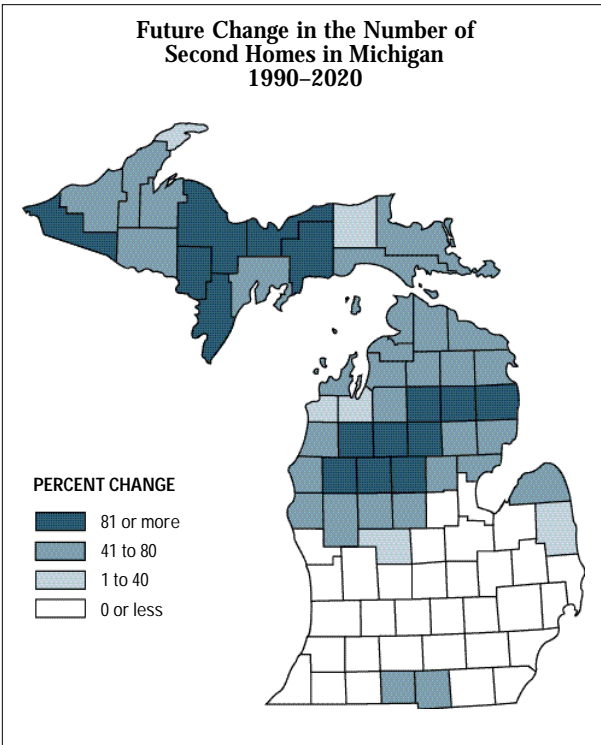 Future Change in the Number of
Second Homes in Michigan
1990–2020
PERCENT CHANGE
81 or more
41 to 80
1 to 40
0 or less